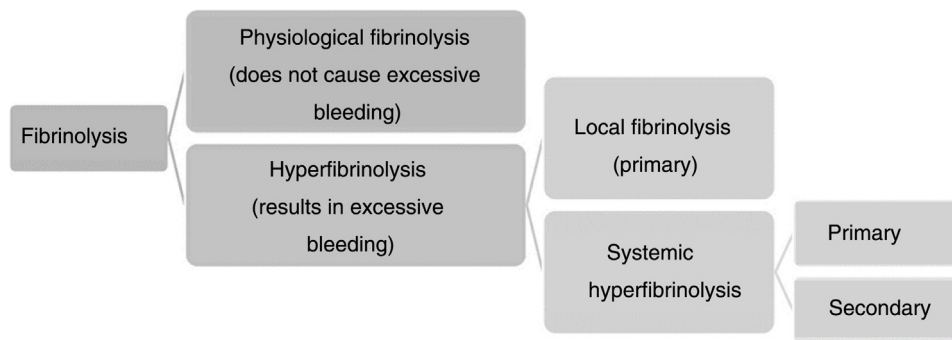 Fibrinolysis
Physiological fibrinolysis
(does not cause excessive
bleeding)
Hyperfibrinolysis
(results in excessive
bleeding)
Local fibrinolysis
(primary)
Systemic
hyperfibrinolysis
Primary
Secondary